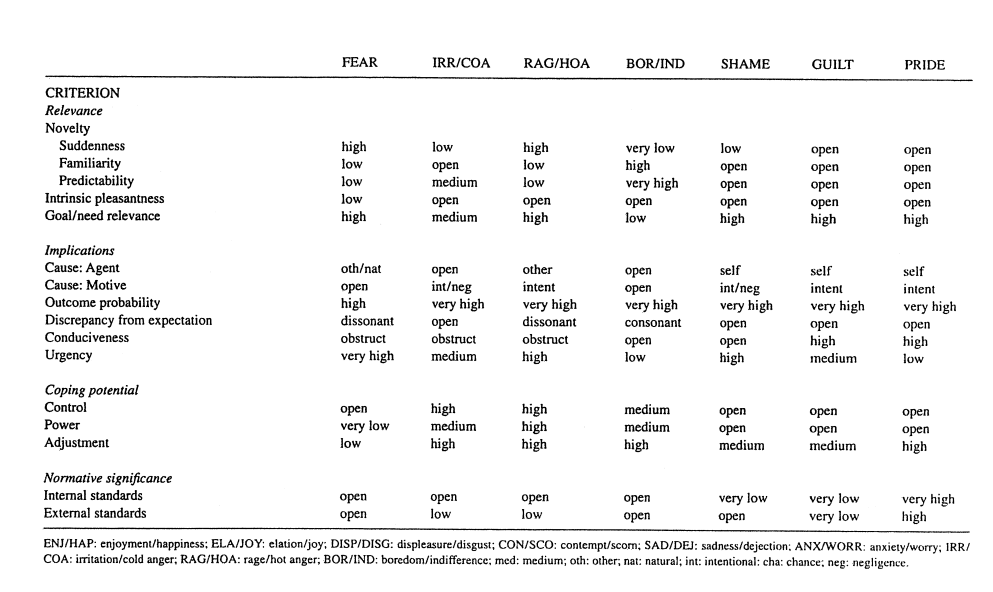 FEAR IRR/COA RAG/HOA BOR/IND SHAME GUILT PRIDE
CRITERION
Relevance
Novelty
Suddenness high low high very low low open open
Familiarity low open low high open open open
Predictability low medium low very high open open open
Intrinsic pleasantness low open open open open open open
Goal/need relevance high medium high low high high high
Implications
Cause: Agent oth/nat open other open self self self
Cause: Motive open int/neg intent open int/neg intent intent
Outcome probability high very high very high very high very high very high very high
Discrepancy from expectation dissonant open dissonant consonant open open open
Conduciveness obstruct obstruct obstruct open open high high
Urgency very high medium high low high medium low
Coping potential
Control open high high medium open open open
Power very low medium high medium open open open
Adjustment low high high high medium medium high
Normative significance
Internal standards open open open open very low very low very high
External standards open low low open open very low high
ENJ/HAP: enjoyment/happiness; ELA/JOY: elation/joy; DISP/DISG: displeasure/disgust; CON/SCO: contempt/scorn; SAD/DEJ: sadness/dejection; ANX/WORR: anxiety/worry; IRR/
COA: irritation/cold anger; RAG/HOA: rage/hot anger; BOR/IND: boredom/indifference; med: medium; oth: other; nat: natural; int: intentional: cha: chance; neg: negligence.